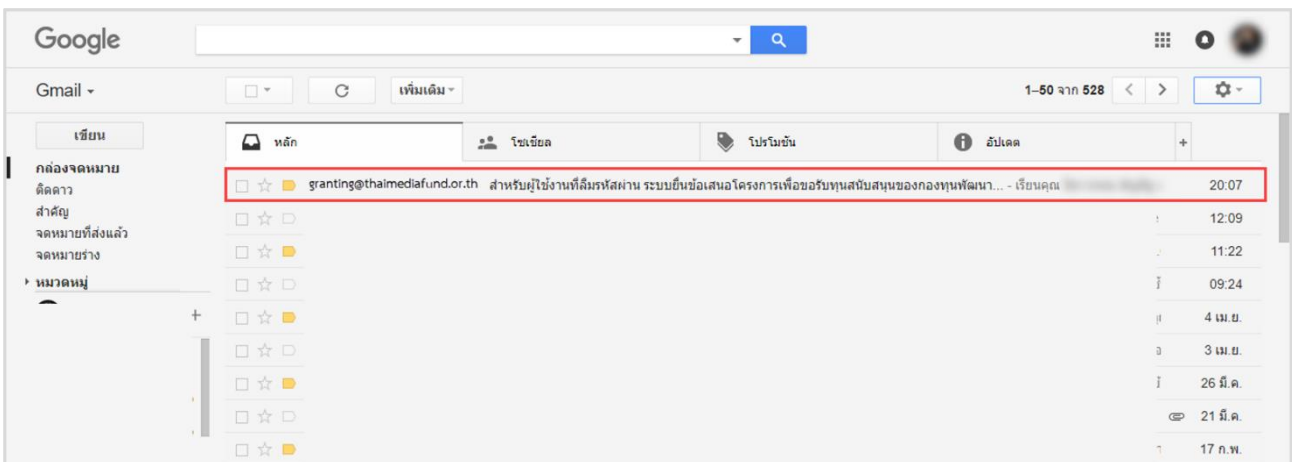 Google
Gmail
เพิ่มเติม
1–50 จาก 528
เขียน
หลัก
โซเชียล
โปรโมชัน
อัปเดต
+
กล่องจดหมาย
ติดดาว
สำคัญ
จดหมายที่ส่งแล้ว
จดหมายร่าง
หมวดหมู่
+
granting@thaimediafund.or.th สำหรับผู้ใช้งานที่ลืมรหัสผ่าน ระบบยื่นข้อเสนอโครงการเพื่อขอรับทุนสนับสนุนของกองทุนพัฒนา... - เรียนคุณ 20:07
12:09
11:22
09:24
4 เม.ย.
3 เม.ย.
26 มี.ค.
21 มี.ค.
17 ก.พ.